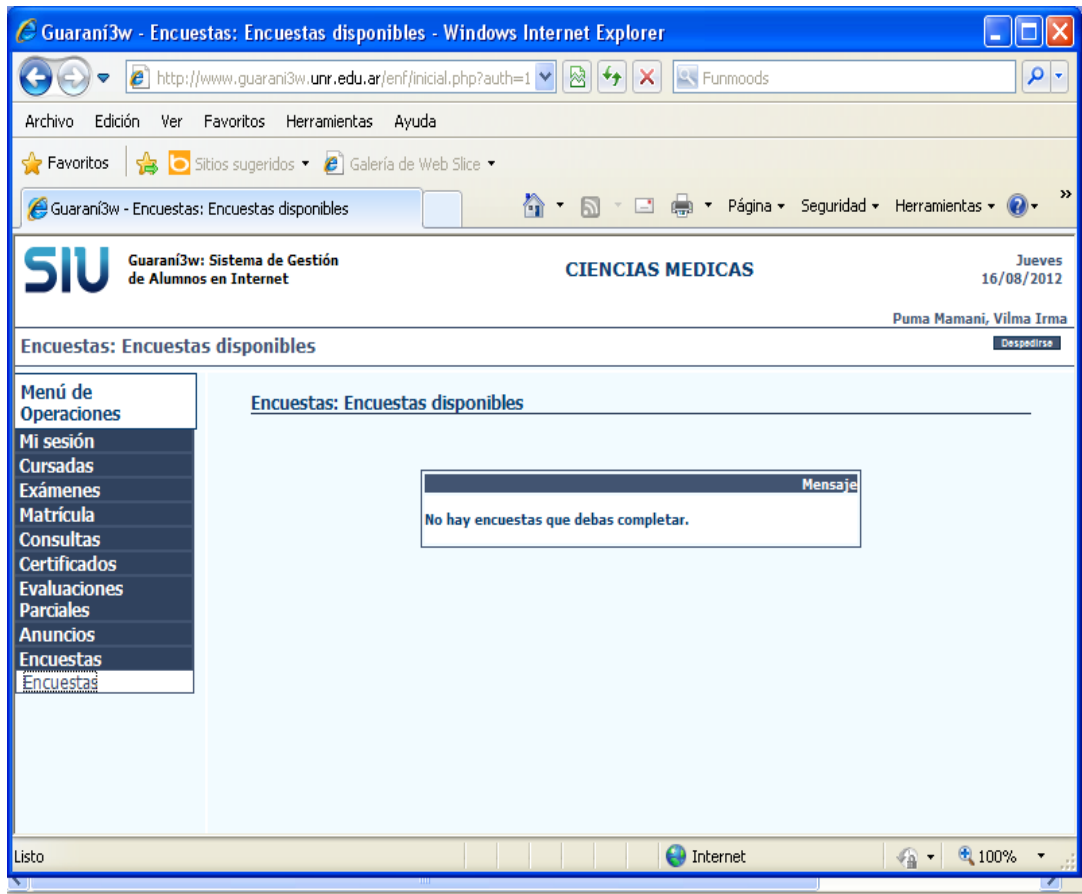 Guaraní3w - Encuestas: Encuestas disponibles - Windows Internet Explorer
http://www.guarani3w.unr.edu.ar/enf/inicial.php?auth=1
Funmoods
Archivo Edición Ver Favoritos Herramientas Ayuda
Favoritos Sitios sugeridos Galería de Web Slice
Guaraní3w - Encuestas: Encuestas disponibles
Página Seguridad Herramientas »
SIU
Guaraní3w: Sistema de Gestión
de Alumnos en Internet
CIENCIAS MEDICAS
Jueves
16/08/2012
Puma Mamani, Vilma Irma
Encuestas: Encuestas disponibles
Despedirse
Menú de
Operaciones
Mi sesión
Cursadas
Exámenes
Matrícula
Consultas
Certificados
Evaluaciones
Parciales
Anuncios
Encuestas
Encuestas
Encuestas: Encuestas disponibles
Mensaje
No hay encuestas que debas completar.
Listo
Internet
100%